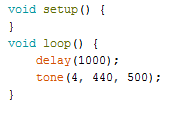 void setup() {
}
void loop() {
    delay(1000);
    tone(4, 440, 500);
}